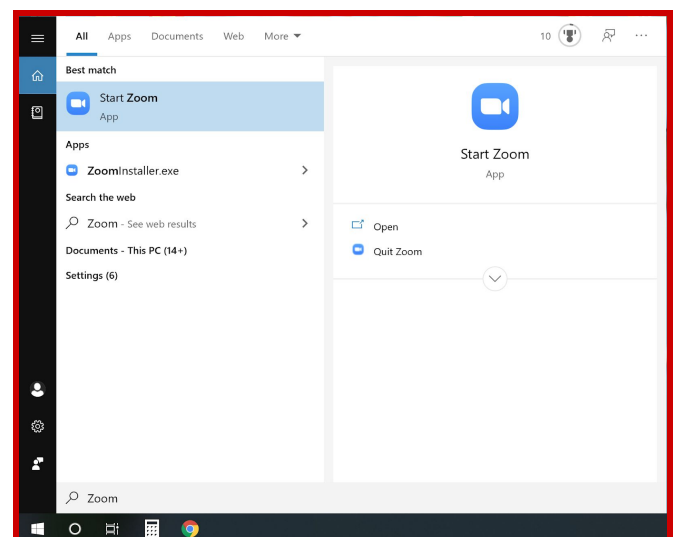 All Apps Documents Web More 10 ...
Best match
Start Zoom
App
Apps
ZoomInstaller.exe
Search the web
Zoom - See web results
Documents - This PC (14+)
Settings (6)
Start Zoom
App
Open
Quit Zoom
Zoom